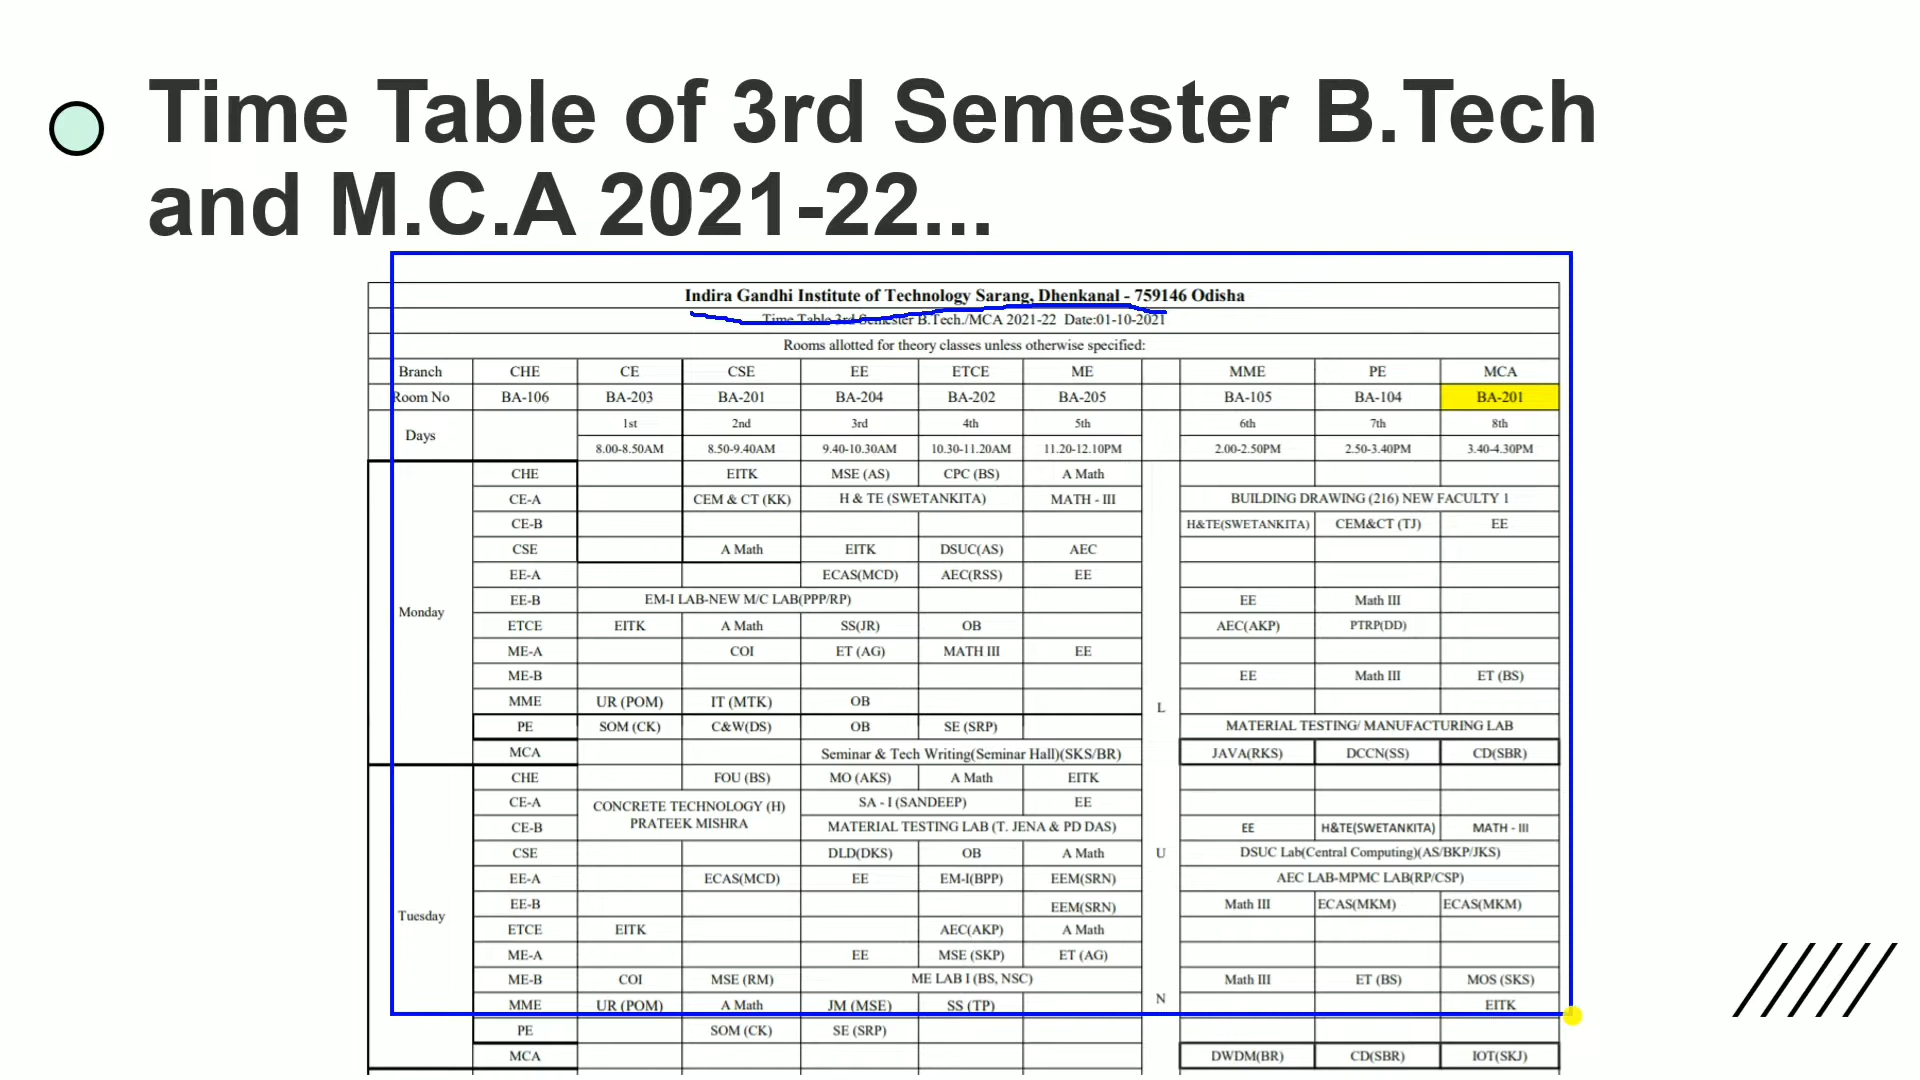 Time Table of 3rd Semester B.Tech
and M.C.A 2021-22...
Indira Gandhi Institute of Technology Sarang, Dhenkanal - 759146 Odisha
Time Table 3rd Semester B.Tech./MCA 2021-22 Date:01-10-2021
Rooms allotted for theory classes unless otherwise specified:
Branch CHE CE CSE EE ETCE ME MME PE MCA
Room No BA-106 BA-203 BA-201 BA-204 BA-202 BA-205 BA-105 BA-104 BA-201
Days 1st 2nd 3rd 4th 5th 6th 7th 8th
8.00-8.50AM 8.50-9.40AM 9.40-10.30AM 10.30-11.20AM 11.20-12.10PM 2.00-2.50PM 2.50-3.40PM 3.40-4.30PM
CHE EITK MSE (AS) CPC (BS) A Math
CE-A CEM & CT (KK) H & TE (SWETANKITA) MATH - III BUILDING DRAWING (216) NEW FACULTY 1
CE-B H&TE(SWETANKITA) CEM&CT (TJ) EE
CSE A Math EITK DSUC(AS) AEC
EE-A ECAS(MCD) AEC(RSS) EE
EE-B EM-I LAB-NEW M/C LAB(PPP/RP) EE Math III
Monday
ETCE EITK A Math SS(JR) OB AEC(AKP) PTRP(DD)
ME-A COI ET (AG) MATH III EE
ME-B EE Math III ET (BS)
MME UR (POM) IT (MTK) OB
L
PE SOM (CK) C&W(DS) OB SE (SRP) MATERIAL TESTING/ MANUFACTURING LAB
MCA Seminar & Tech Writing(Seminar Hall)(SKS/BR) JAVA(RKS) DCCN(SS) CD(SBR)
CHE FOU (BS) MO (AKS) A Math EITK
CE-A CONCRETE TECHNOLOGY (H) SA - I (SANDEEP) EE
PRATEEK MISHRA
CE-B MATERIAL TESTING LAB (T. JENA & PD DAS) EE H&TE(SWETANKITA) MATH - III
CSE DLD(DKS) OB A Math U DSUC Lab(Central Computing)(AS/BKP/JKS)
EE-A ECAS(MCD) EE EM-I(BPP) EEM(SRN) AEC LAB-MPMC LAB(RP/CSP)
EE-B EEM(SRN) Math III ECAS(MKM) ECAS(MKM)
Tuesday
ETCE EITK AEC(AKP) A Math
ME-A EE MSE (SKP) ET (AG)
ME-B COI MSE (RM) ME LAB I (BS, NSC) Math III ET (BS) MOS (SKS)
N
MME UR (POM) A Math JM (MSE) SS (TP) EITK
PE SOM (CK) SE (SRP)
MCA DWDM(BR) CD(SBR) IOT(SKJ)